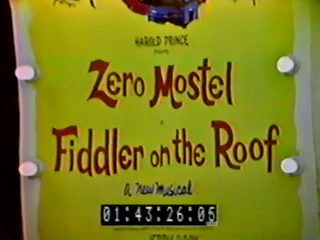 HAROLD PRINCE
Zero Mostel
Fiddler on the Roof
a new musical
01:43:26:05